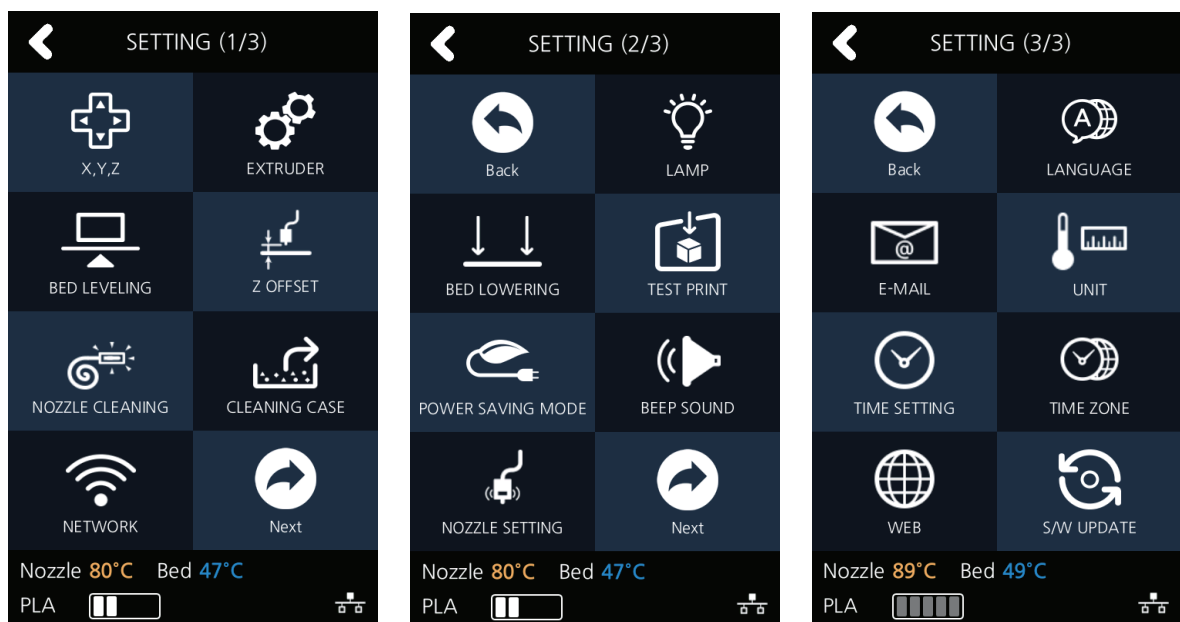 SETTING (1/3)
X,Y,Z
EXTRUDER
BED LEVELING
Z OFFSET
NOZZLE CLEANING
CLEANING CASE
NETWORK
Next
Nozzle 80°C Bed 47°C
PLA
SETTING (2/3)
Back
LAMP
BED LOWERING
TEST PRINT
POWER SAVING MODE
BEEP SOUND
NOZZLE SETTING
Next
Nozzle 80°C Bed 47°C
PLA
SETTING (3/3)
Back
A
LANGUAGE
@
E-MAIL
UNIT
TIME SETTING
TIME ZONE
WEB
S/W UPDATE
Nozzle 89°C Bed 49°C
PLA